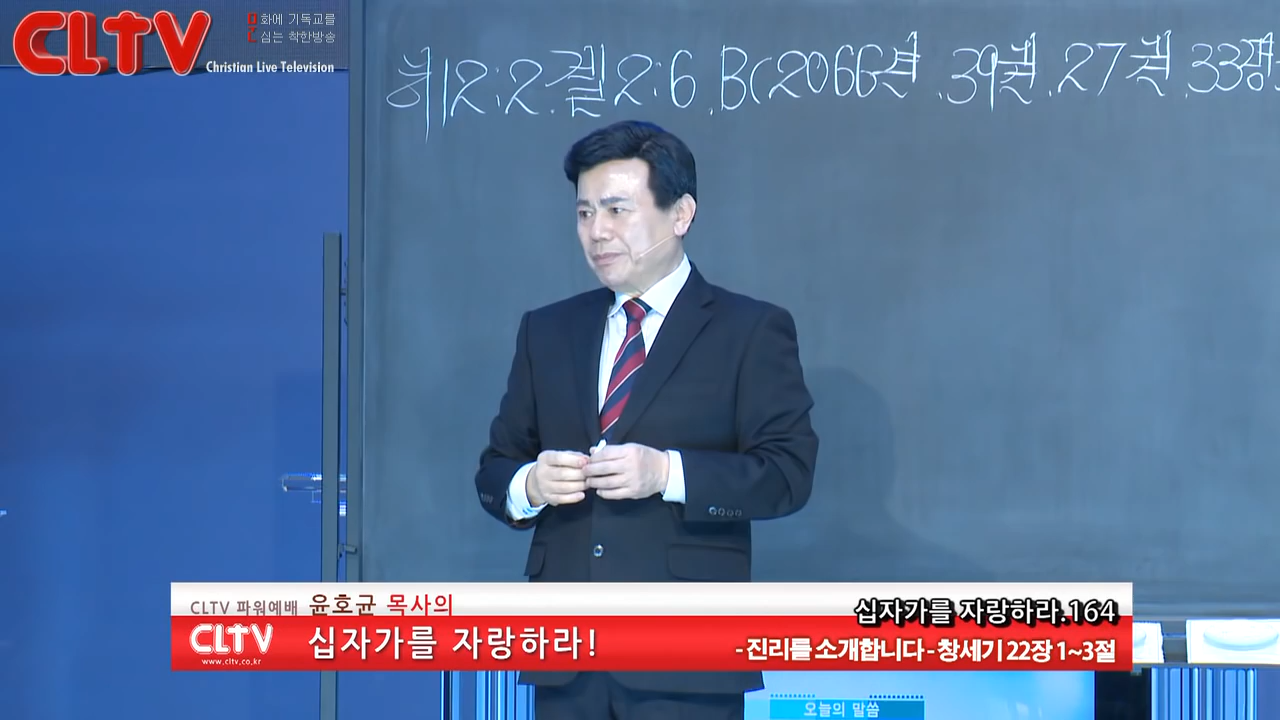 CLTV
문화에 기독교를
심는 착한방송
Christian Live Television
히12:2.겔2:6.B(2066년.39권.27권.33장
CLTV 파워예배 윤호균 목사의
십자가를 자랑하라.164
CLTV
www.cltv.co.kr
십자가를 자랑하라!
- 진리를 소개합니다 - 창세기 22장 1~3절
오늘의 말씀